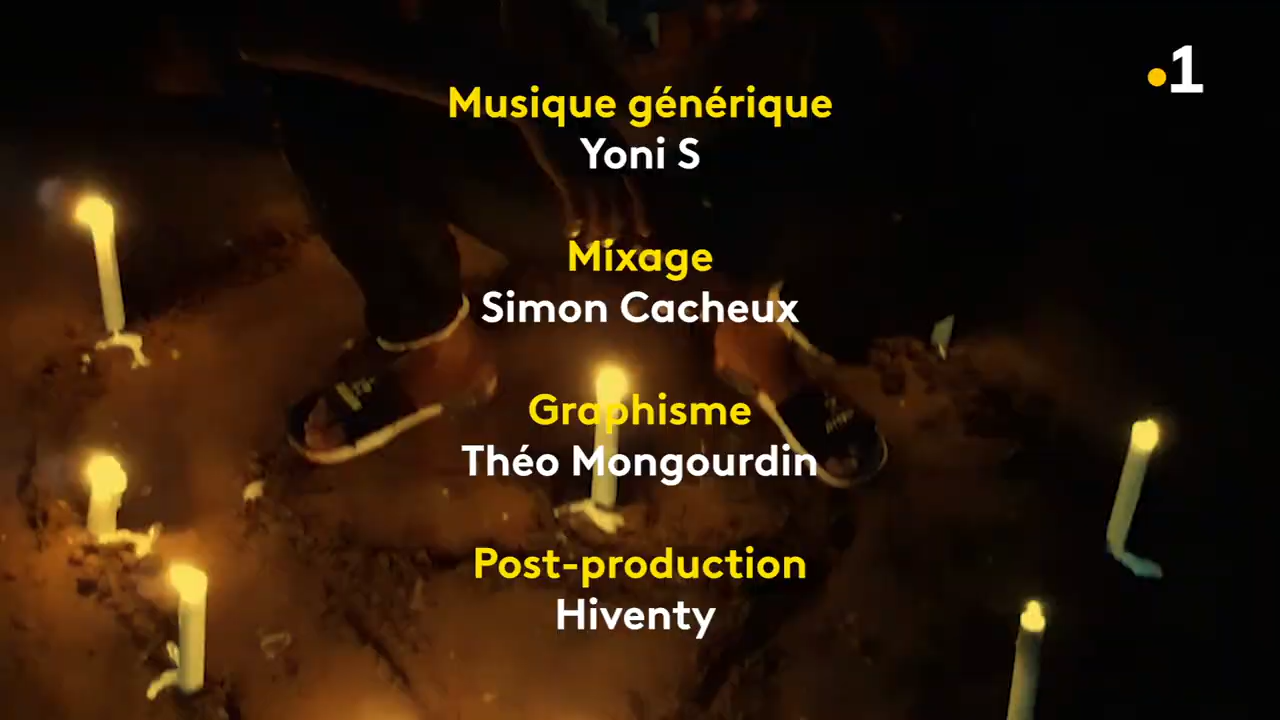 1
Musique générique
Yoni S
Mixage
Simon Cacheux
Graphisme
Théo Mongourdin
Post-production
Hiventy